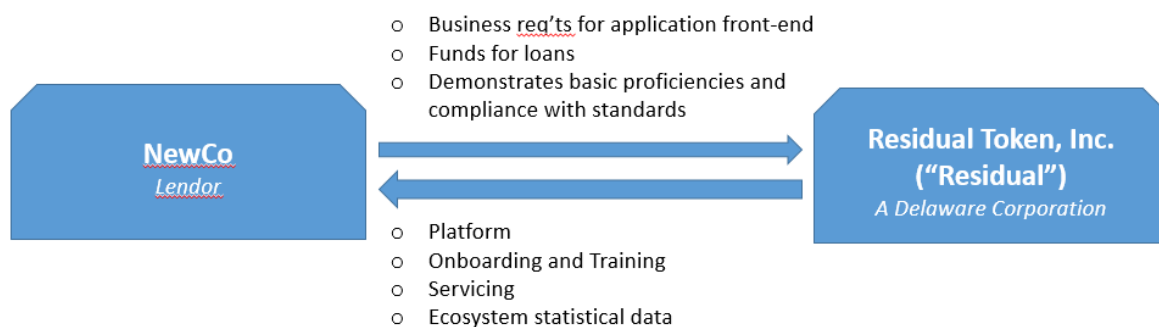 o Business req'ts for application front-end
o Funds for loans
o Demonstrates basic proficiencies and
compliance with standards
NewCo
Lendor
Residual Token, Inc.
(“Residual”)
A Delaware Corporation
o Platform
o Onboarding and Training
o Servicing
o Ecosystem statistical data